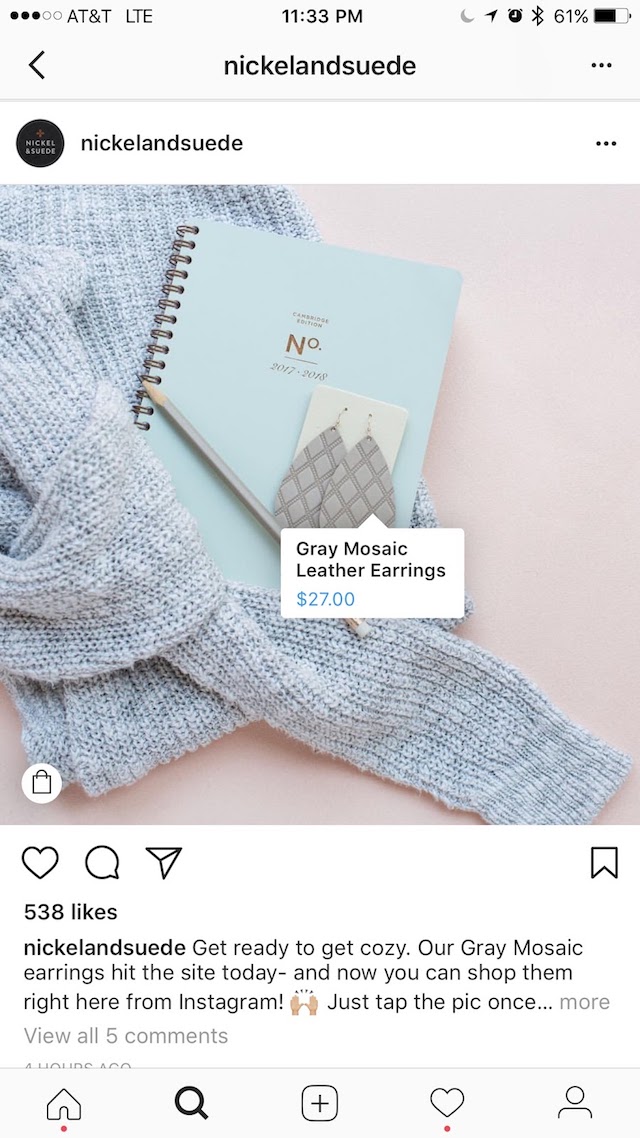 AT&T LTE 11:33 PM 61%
nickelandsuede
NICKEL
&SUEDE
nickelandsuede
CAMBRIDGE
EDITION
No.
2017 - 2018
Gray Mosaic
Leather Earrings
$27.00
538 likes
nickelandsuede Get ready to get cozy. Our Gray Mosaic
earrings hit the site today- and now you can shop them
right here from Instagram! 🙌🏼 Just tap the pic once... more
View all 5 comments
4 HOURS AGO